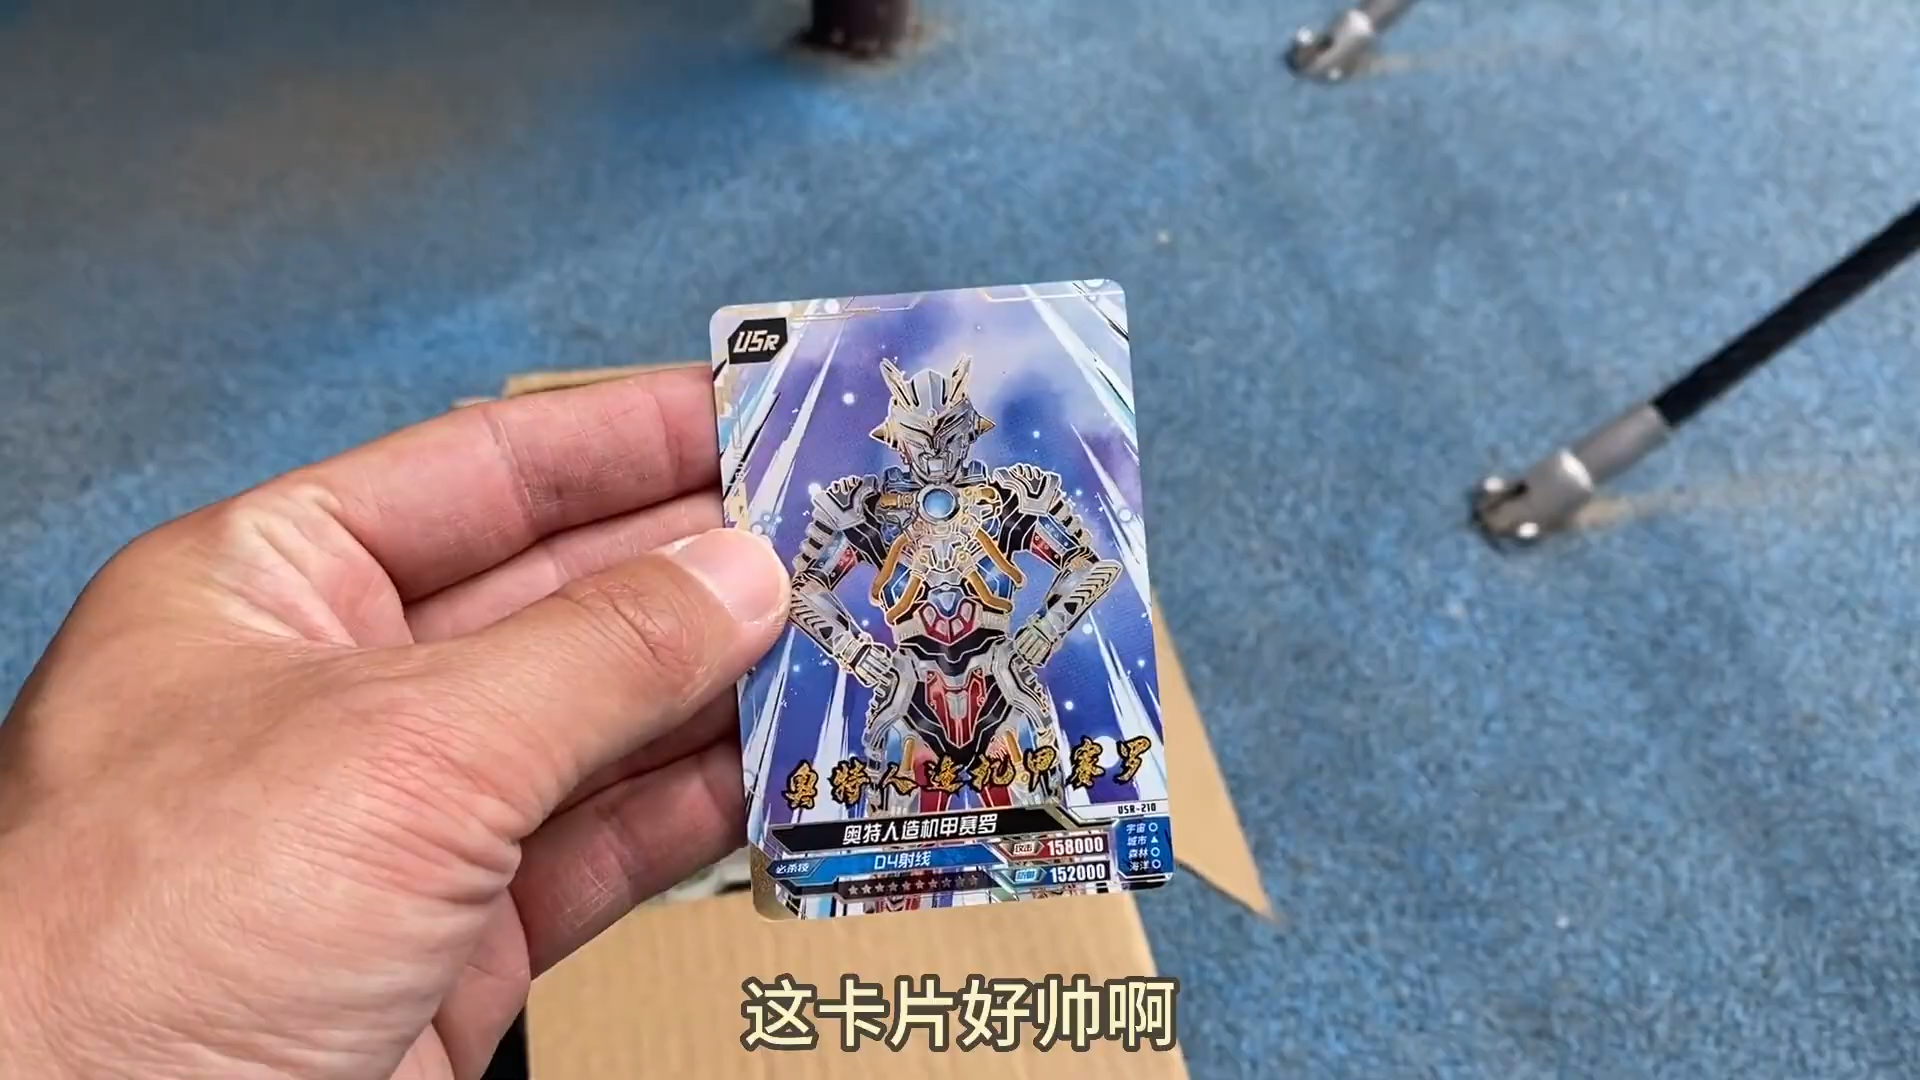 USR
奥特人造机甲赛罗
USR-210
奥特人造机甲赛罗
宇宙○
城市▲
森林○
海洋○
必杀技 D4射线
攻击 158000
防御 152000
★★★★★★★★★★
这卡片好帅啊